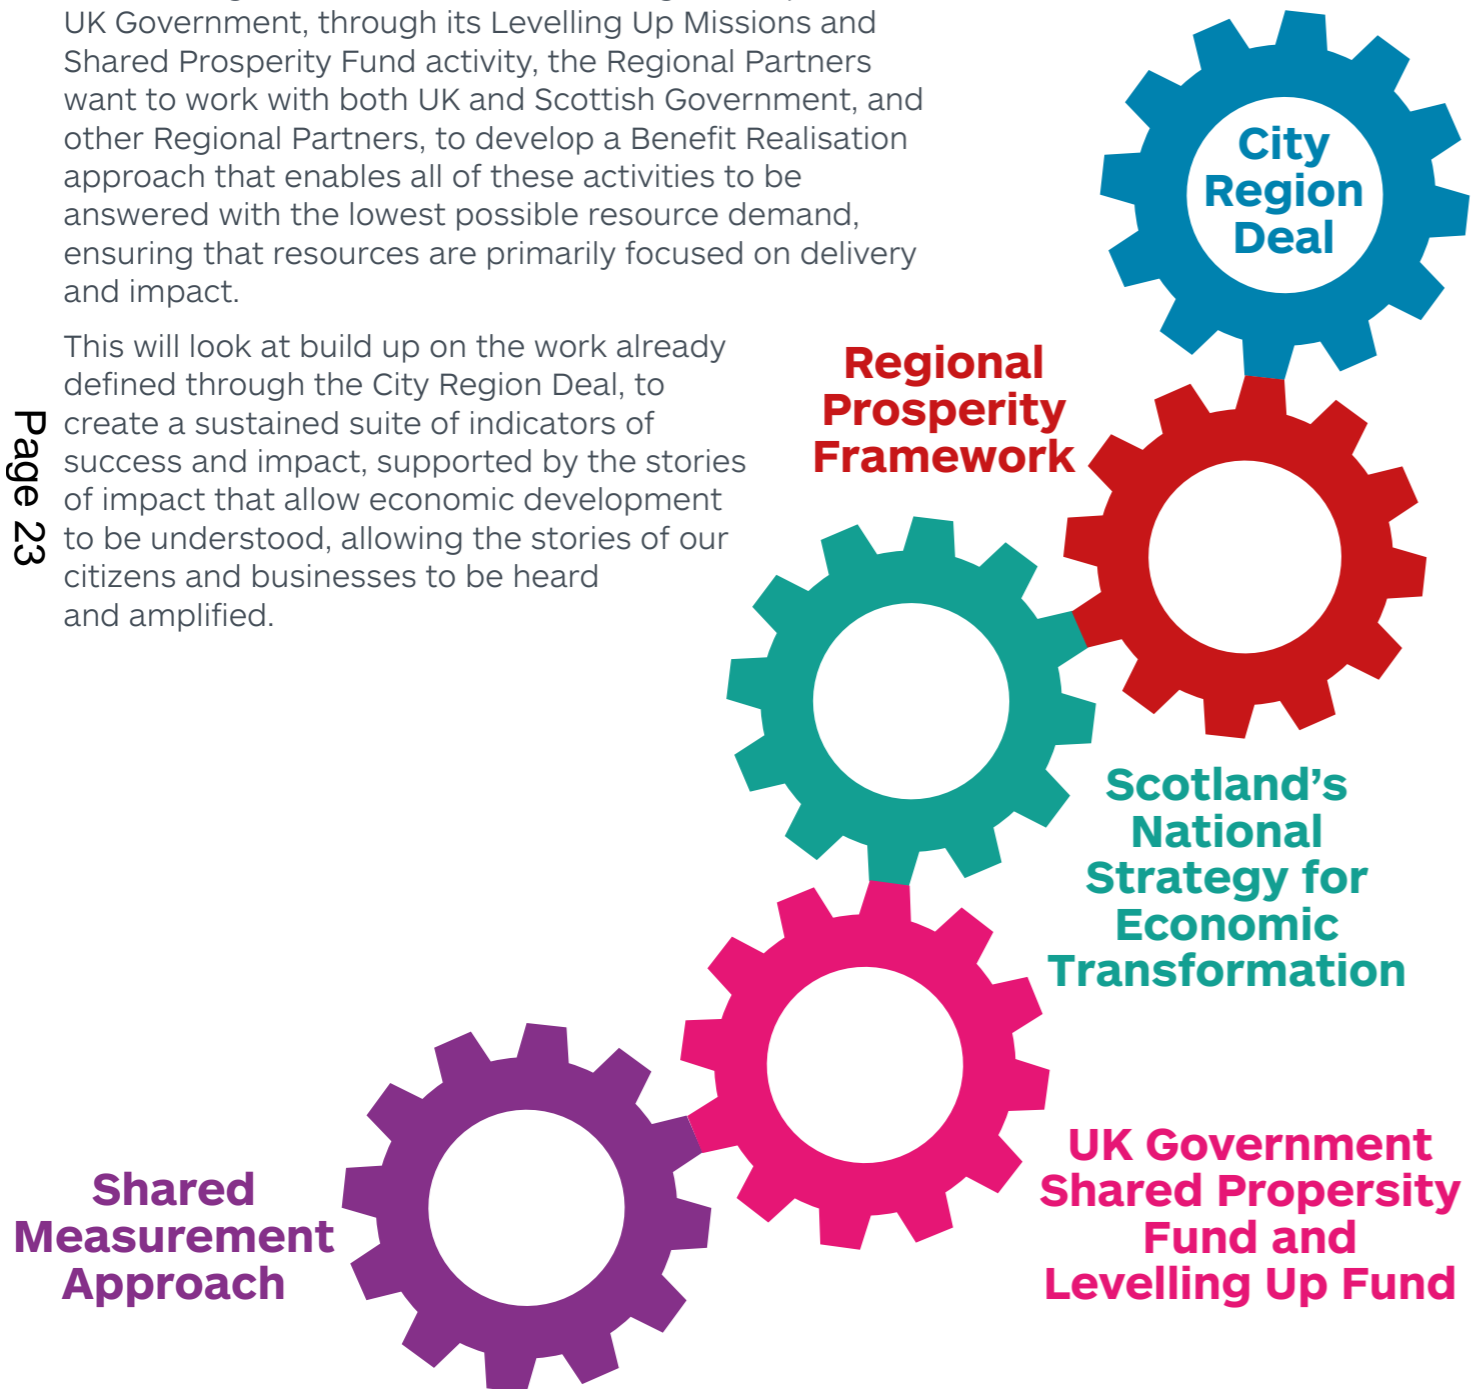 UK Government, through its Levelling Up Missions and
Shared Prosperity Fund activity, the Regional Partners
want to work with both UK and Scottish Government, and
other Regional Partners, to develop a Benefit Realisation
approach that enables all of these activities to be
answered with the lowest possible resource demand,
ensuring that resources are primarily focused on delivery
and impact.
This will look at build up on the work already
defined through the City Region Deal, to
create a sustained suite of indicators of
success and impact, supported by the stories
of impact that allow economic development
to be understood, allowing the stories of our
citizens and businesses to be heard
and amplified.
Page 23
City
Region
Deal
Regional
Prosperity
Framework
Scotland’s
National
Strategy for
Economic
Transformation
UK Government
Shared Propersity
Fund and
Levelling Up Fund
Shared
Measurement
Approach